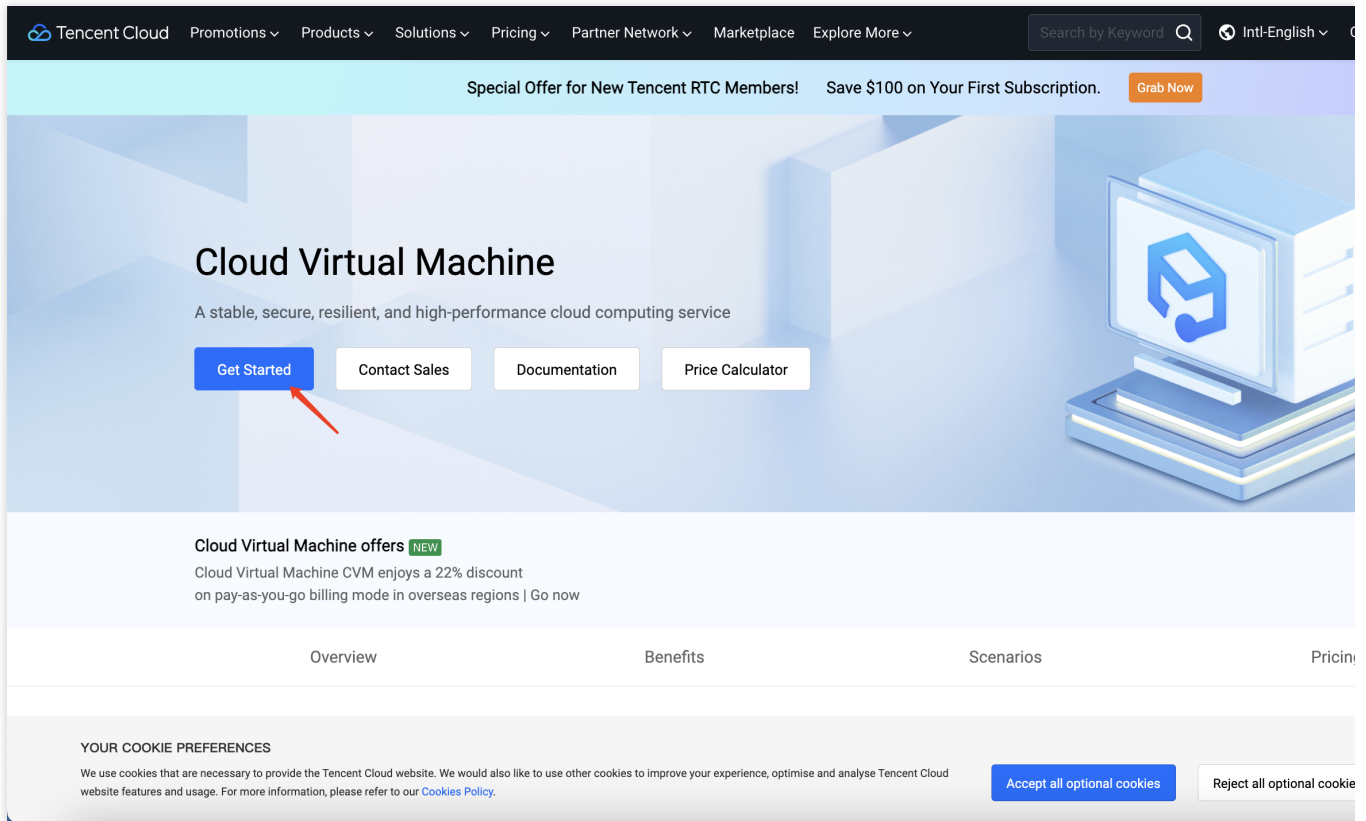 Tencent Cloud Promotions Products Solutions Pricing Partner Network Marketplace Explore More Search by Keyword Intl-English
Special Offer for New Tencent RTC Members! Save $100 on Your First Subscription. Grab Now
Cloud Virtual Machine
A stable, secure, resilient, and high-performance cloud computing service
Get Started Contact Sales Documentation Price Calculator
Cloud Virtual Machine offers NEW
Cloud Virtual Machine CVM enjoys a 22% discount
on pay-as-you-go billing mode in overseas regions | Go now
Overview Benefits Scenarios
YOUR COOKIE PREFERENCES
We use cookies that are necessary to provide the Tencent Cloud website. We would also like to use other cookies to improve your experience, optimise and analyse Tencent Cloud
website features and usage. For more information, please refer to our Cookies Policy.
Accept all optional cookies Reject all optional